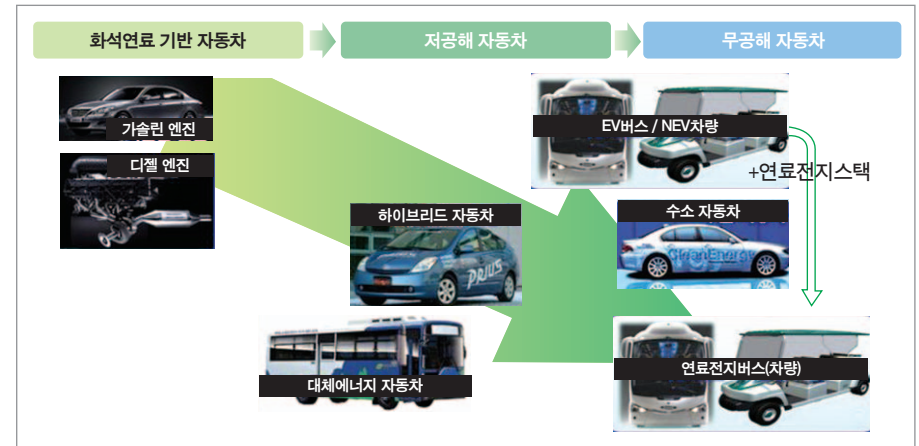 화석연료 기반 자동차
저공해 자동차
무공해 자동차
가솔린 엔진
디젤 엔진
EV버스 / NEV차량
+연료전지스택
하이브리드 자동차
PRIUS
수소 자동차
CleanEnergy
대체에너지 자동차
연료전지버스(차량)